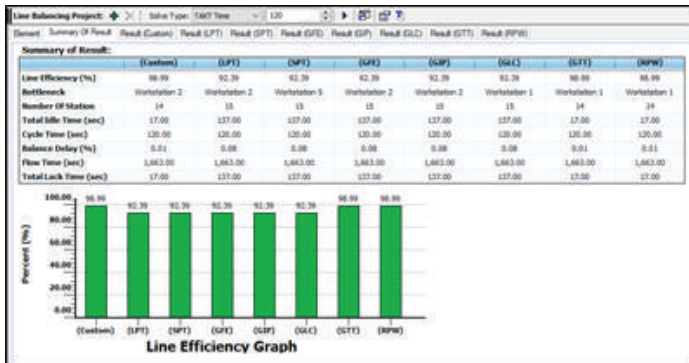 Line Balancing Project: Solve Type: TAKT Time 120
Element Summary Of Result Result (Custom) Result (LPT) Result (SPT) Result (GFE) Result (GIP) Result (GLC) Result (GTT) Result (RPW)
Summary of Result:
(Custom) (LPT) (SPT) (GFE) (GIP) (GLC) (GTT) (RPW)
Line Efficiency (%) 98.99 92.39 92.39 92.39 92.39 92.39 98.99 98.99
Bottleneck Workstation 2 Workstation 2 Workstation 5 Workstation 2 Workstation 2 Workstation 1 Workstation 1 Workstation 1
Number Of Station 14 15 15 15 15 15 14 14
Total Idle Time (sec) 17.00 137.00 137.00 137.00 137.00 137.00 17.00 17.00
Cycle Time (sec) 120.00 120.00 120.00 120.00 120.00 120.00 120.00 120.00
Balance Delay (%) 0.01 0.08 0.08 0.08 0.08 0.08 0.01 0.01
Flow Time (sec) 1,663.00 1,663.00 1,663.00 1,663.00 1,663.00 1,663.00 1,663.00 1,663.00
Total Lack Time (sec) 17.00 137.00 137.00 137.00 137.00 137.00 17.00 17.00
100.00 98.99 92.39 92.39 92.39 92.39 92.39 98.99 98.99
80.00
60.00
40.00
20.00
0.00
Percent (%)
(Custom) (LPT) (SPT) (GFE) (GIP) (GLC) (GTT) (RPW)
Line Efficiency Graph